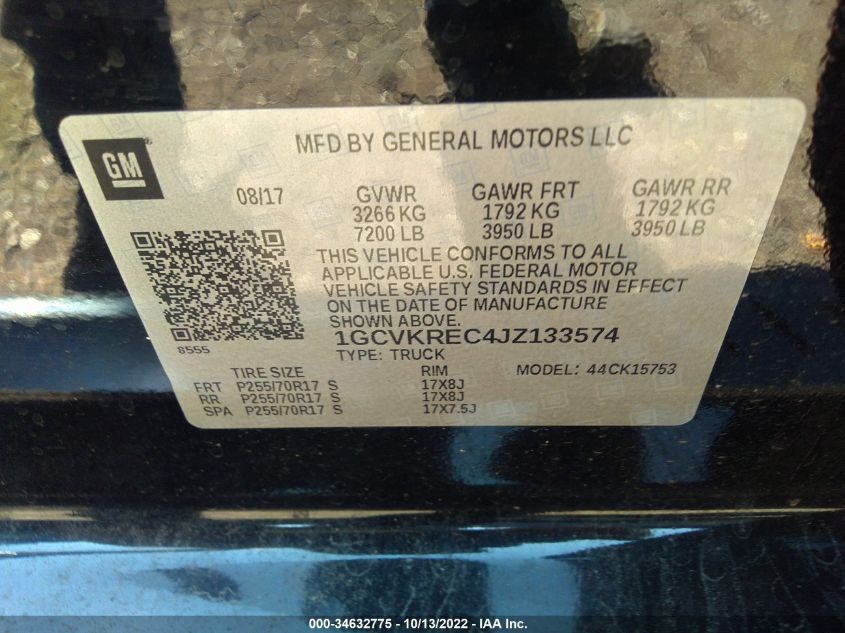 MFD BY GENERAL MOTORS LLC
GM
08/17 GVWR GAWR FRT GAWR RR
3266 KG 1792 KG 1792 KG
7200 LB 3950 LB 3950 LB
THIS VEHICLE CONFORMS TO ALL
APPLICABLE U.S. FEDERAL MOTOR
VEHICLE SAFETY STANDARDS IN EFFECT
ON THE DATE OF MANUFACTURE
SHOWN ABOVE.
1GCVKREC4JZ133574
8555
TYPE: TRUCK
TIRE SIZE RIM MODEL: 44CK15753
FRT P255/70R17 S 17X8J
RR P255/70R17 S 17X8J
SPA P255/70R17 S 17X7.5J
000-34632775 - 10/13/2022 - IAA Inc.